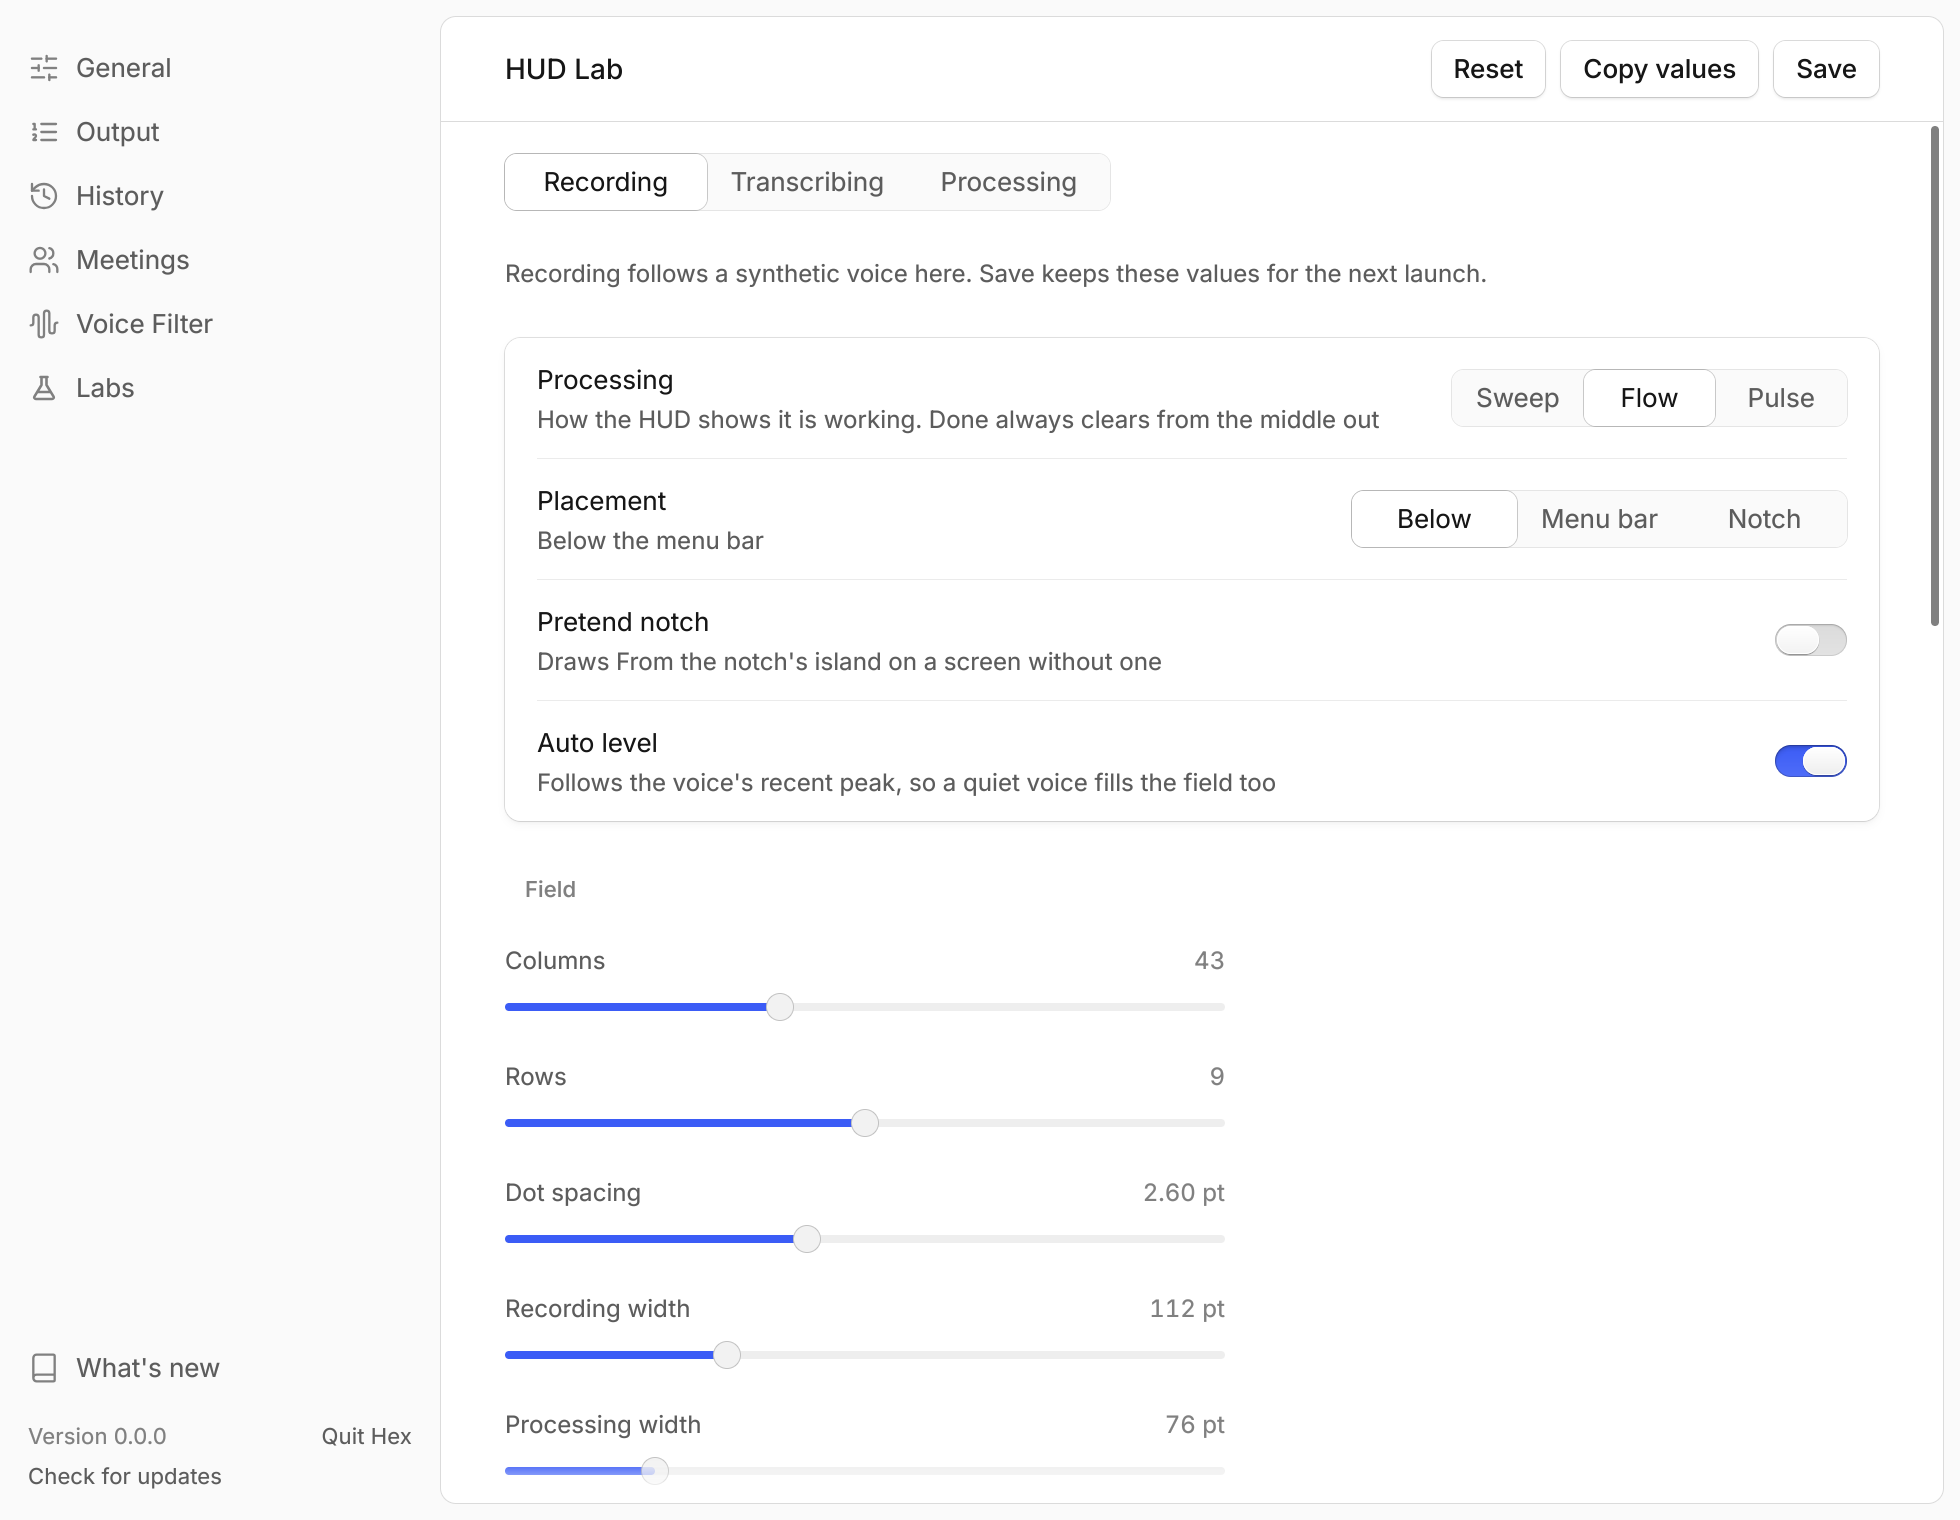 General
Output
History
Meetings
Voice Filter
Labs
What's new
Version 0.0.0
Quit Hex
Check for updates
HUD Lab
Reset
Copy values
Save
Recording
Transcribing
Processing
Recording follows a synthetic voice here. Save keeps these values for the next launch.
Processing
How the HUD shows it is working. Done always clears from the middle out
Sweep
Flow
Pulse
Placement
Below the menu bar
Below
Menu bar
Notch
Pretend notch
Draws From the notch's island on a screen without one
Auto level
Follows the voice's recent peak, so a quiet voice fills the field too
Field
Columns
43
Rows
9
Dot spacing
2.60 pt
Recording width
112 pt
Processing width
76 pt